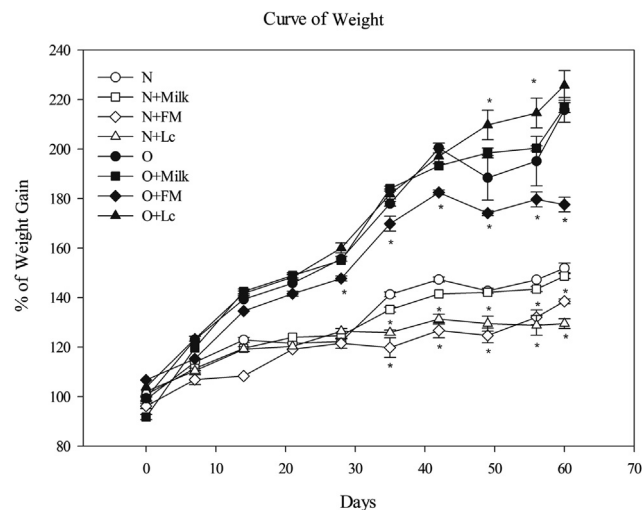 Curve of Weight
240
220
200
180
160
140
120
100
80
% of Weight Gain
N
N+Milk
N+FM
N+Lc
O
O+Milk
O+FM
O+Lc
* *
* * * * * *
* * * * *
* * * * *
0 10 20 30 40 50 60 70
Days